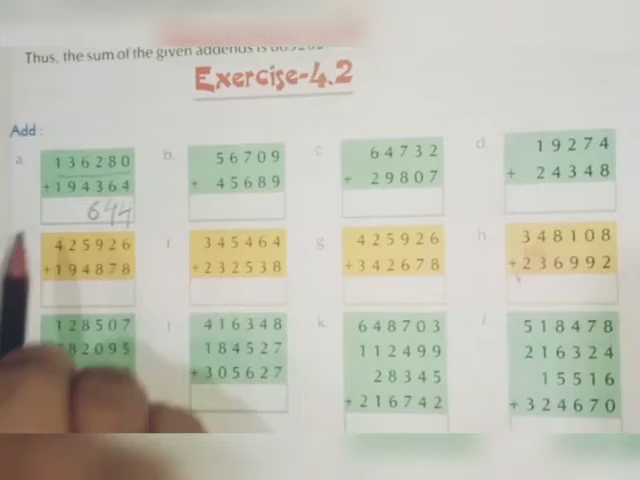 Thus, the sum of the given addends is
Exercise-4.2
Add :
a. 136280 b. 56709 c 64732 d. 19274
+194364 + 45689 + 29807 + 24348
644
425926 f 345464 g 425926 h 348108
+194878 +232538 +342678 +236992
128507 416348 k 648703 l 518478
82095 184527 112499 216324
+305627 28345 15516
+216742 +324670